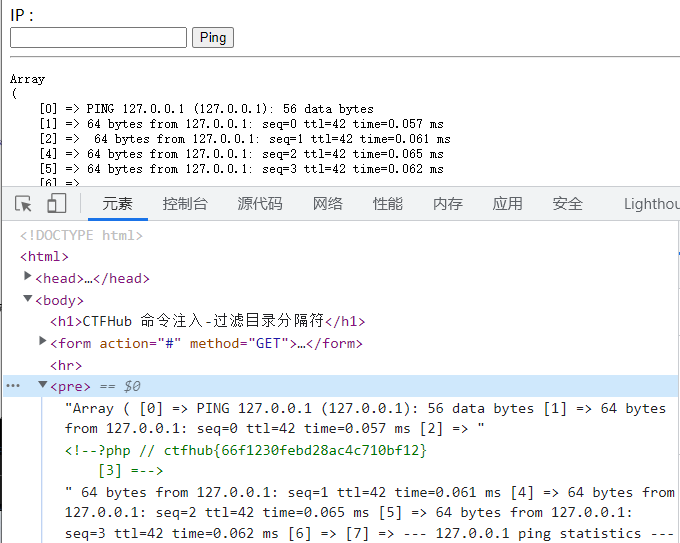 IP :
Ping
Array
(
[0] => PING 127.0.0.1 (127.0.0.1): 56 data bytes
[1] => 64 bytes from 127.0.0.1: seq=0 ttl=42 time=0.057 ms
[2] =>  64 bytes from 127.0.0.1: seq=1 ttl=42 time=0.061 ms
[4] => 64 bytes from 127.0.0.1: seq=2 ttl=42 time=0.065 ms
[5] => 64 bytes from 127.0.0.1: seq=3 ttl=42 time=0.062 ms
[6] =>
元素 控制台 源代码 网络 性能 内存 应用 安全 Lighthou
<!DOCTYPE html>
<html>
<head>…</head>
<body>
<h1>CTFHub 命令注入-过滤目录分隔符</h1>
<form action="#" method="GET">…</form>
<hr>
<pre> == $0
"Array ( [0] => PING 127.0.0.1 (127.0.0.1): 56 data bytes [1] => 64 bytes
from 127.0.0.1: seq=0 ttl=42 time=0.057 ms [2] => "
<!--?php // ctfhub{66f1230febd28ac4c710bf12}
[3] =-->
" 64 bytes from 127.0.0.1: seq=1 ttl=42 time=0.061 ms [4] => 64 bytes from
127.0.0.1: seq=2 ttl=42 time=0.065 ms [5] => 64 bytes from 127.0.0.1:
seq=3 ttl=42 time=0.062 ms [6] => [7] => --- 127.0.0.1 ping statistics ---